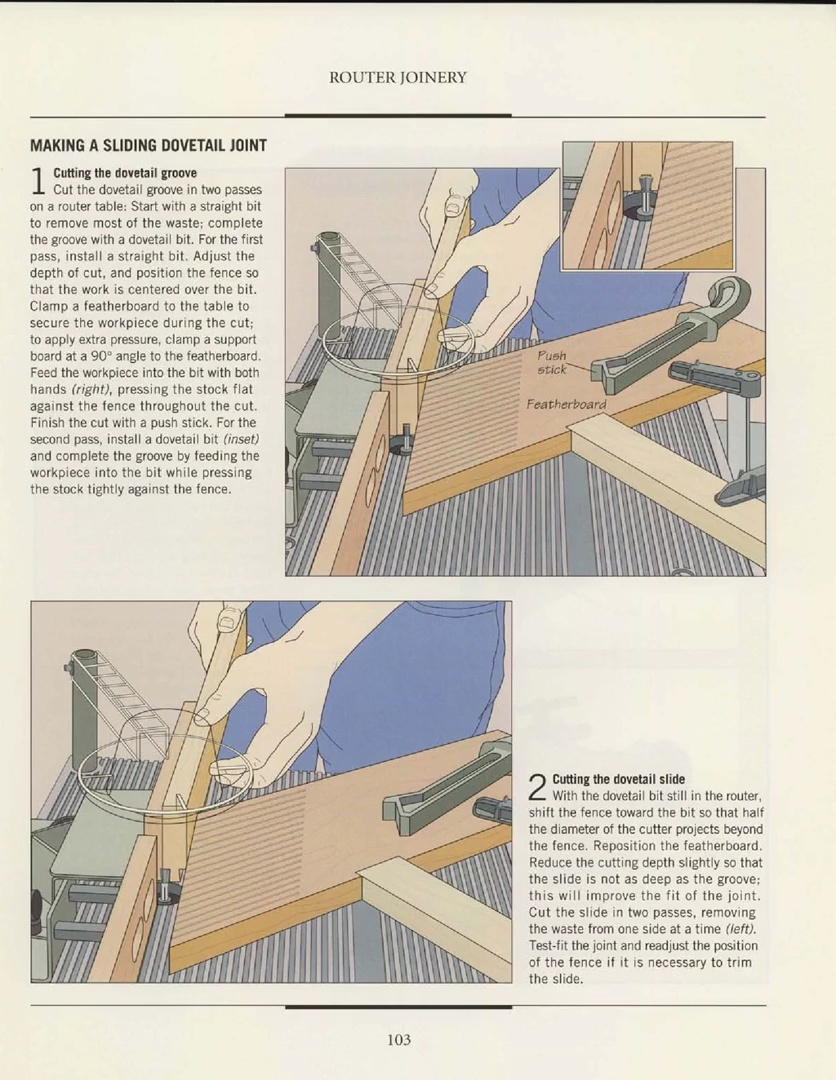 ROUTER JOINERY
MAKING A SLIDING DOVETAIL JOINT
1 Cutting the dovetail groove
Cut the dovetail groove in two passes
on a router table: Start with a straight bit
to remove most of the waste; complete
the groove with a dovetail bit. For the first
pass, install a straight bit. Adjust the
depth of cut, and position the fence so
that the work is centered over the bit.
Clamp a featherboard to the table to
secure the workpiece during the cut;
to apply extra pressure, clamp a support
board at a 90° angle to the featherboard.
Feed the workpiece into the bit with both
hands (right), pressing the stock flat
against the fence throughout the cut.
Finish the cut with a push stick. For the
second pass, install a dovetail bit (inset)
and complete the groove by feeding the
workpiece into the bit while pressing
the stock tightly against the fence.
Push
stick
Featherboard
2 Cutting the dovetail slide
With the dovetail bit still in the router,
shift the fence toward the bit so that half
the diameter of the cutter projects beyond
the fence. Reposition the featherboard.
Reduce the cutting depth slightly so that
the slide is not as deep as the groove;
this will improve the fit of the joint.
Cut the slide in two passes, removing
the waste from one side at a time (left).
Test-fit the joint and readjust the position
of the fence if it is necessary to trim
the slide.
103